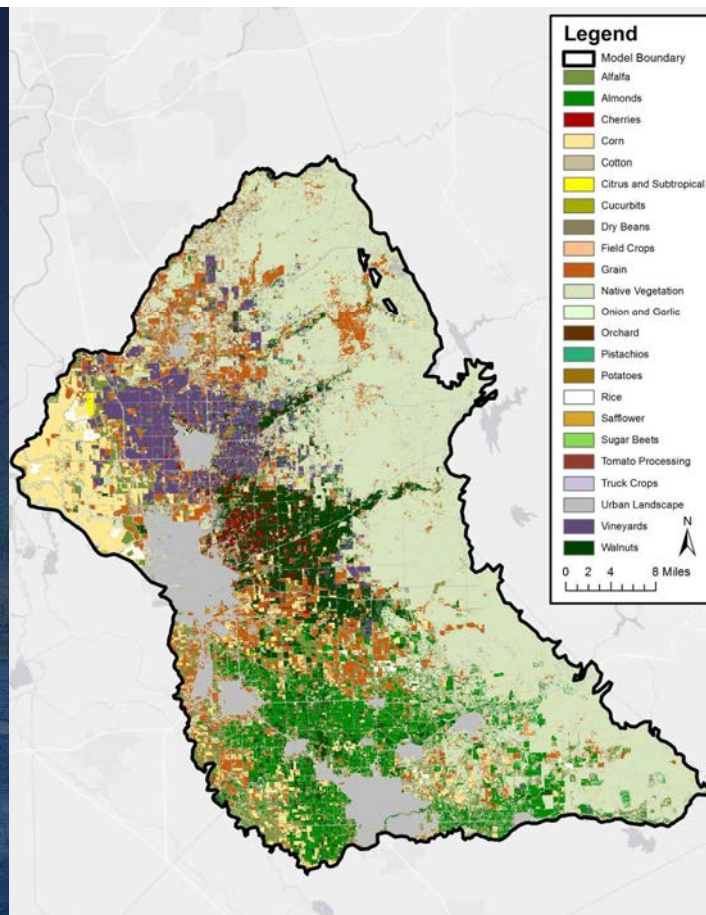 Legend
Model Boundary
Alfalfa
Almonds
Cherries
Corn
Cotton
Citrus and Subtropical
Cucurbits
Dry Beans
Field Crops
Grain
Native Vegetation
Onion and Garlic
Orchard
Pistachios
Potatoes
Rice
Safflower
Sugar Beets
Tomato Processing
Truck Crops
Urban Landscape
Vineyards
Walnuts
N
0 2 4 8 Miles